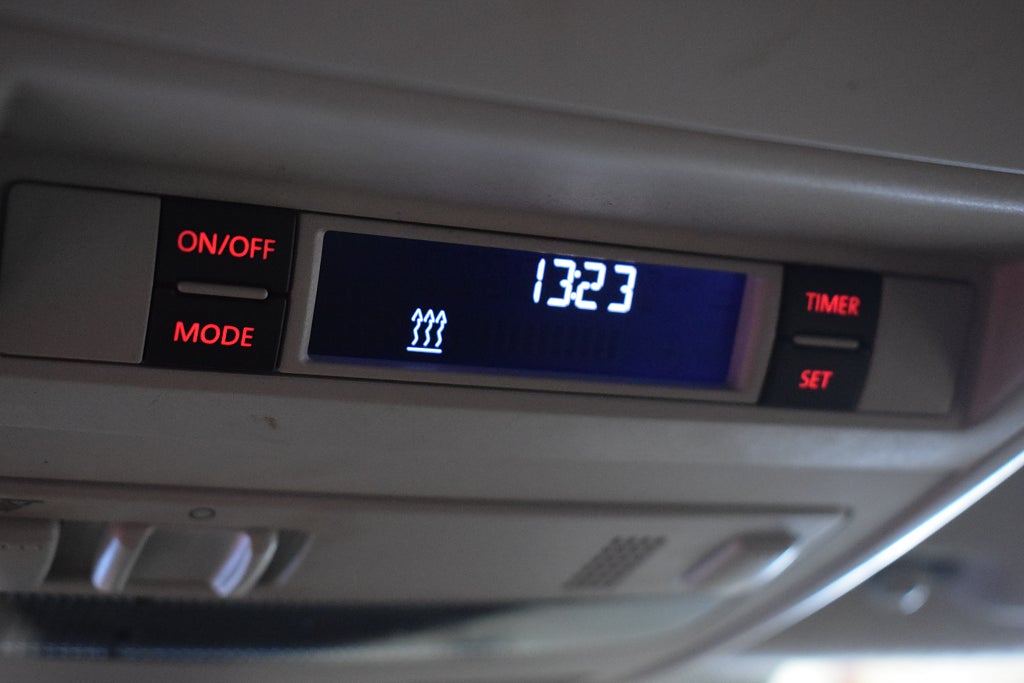 ON/OFF
MODE
13:23
TIMER
SET